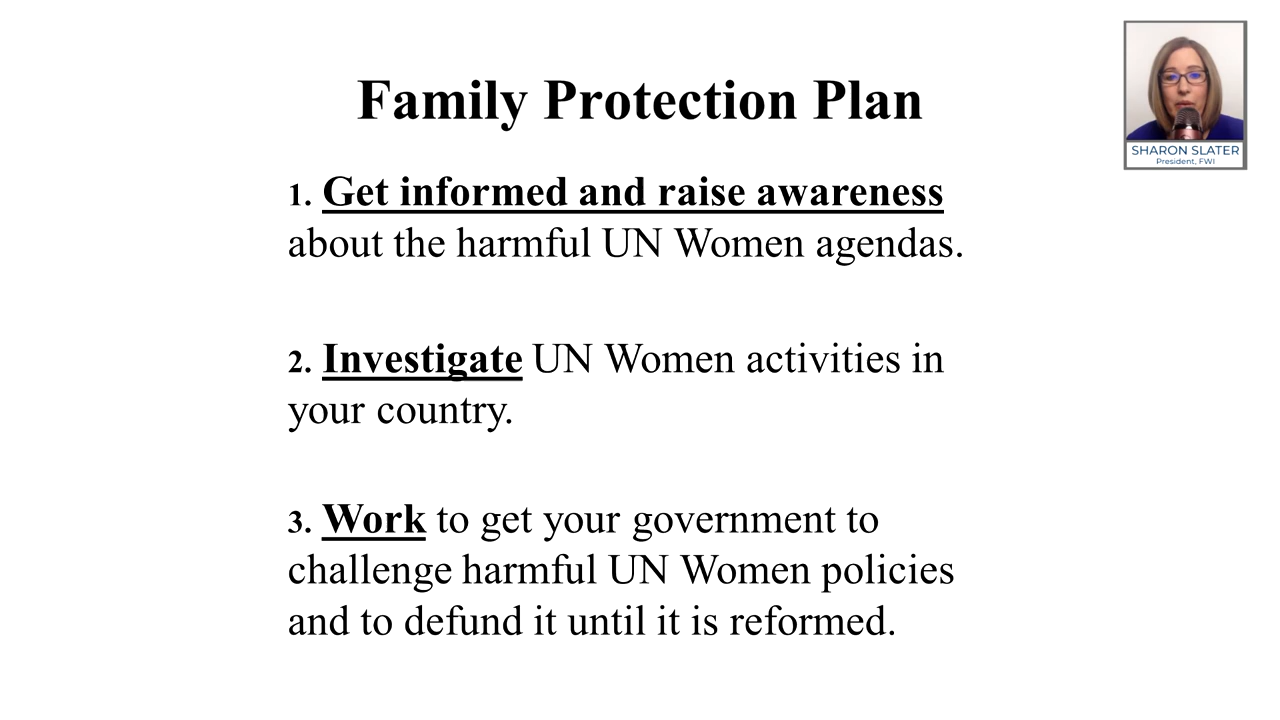 Family Protection Plan
SHARON SLATER
President, FWI
1. Get informed and raise awareness
about the harmful UN Women agendas.
2. Investigate UN Women activities in
your country.
3. Work to get your government to
challenge harmful UN Women policies
and to defund it until it is reformed.